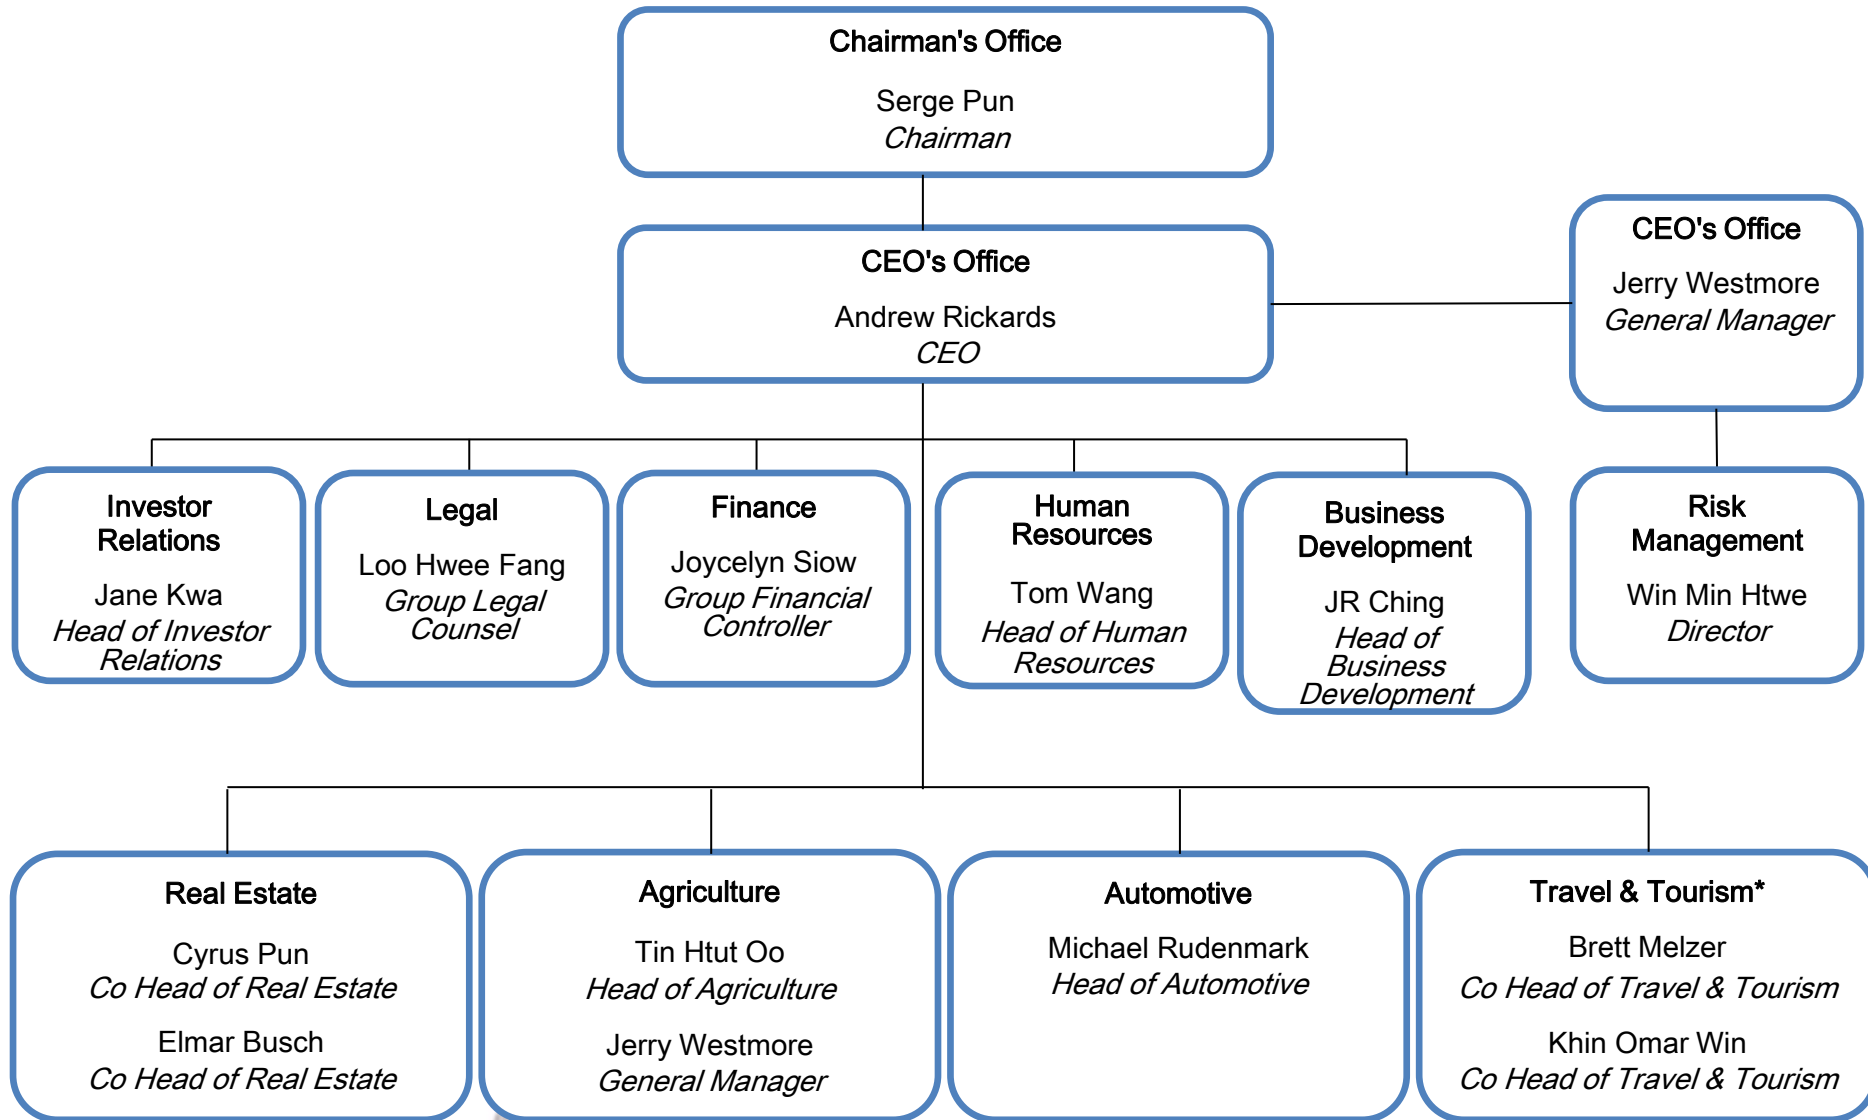 Chairman's Office
Serge Pun
Chairman
CEO's Office
Andrew Rickards
CEO
CEO's Office
Jerry Westmore
General Manager
Investor
Relations
Jane Kwa
Head of Investor
Relations
Legal
Loo Hwee Fang
Group Legal
Counsel
Finance
Joycelyn Siow
Group Financial
Controller
Human
Resources
Tom Wang
Head of Human
Resources
Business
Development
JR Ching
Head of
Business
Development
Risk
Management
Win Min Htwe
Director
Real Estate
Cyrus Pun
Co Head of Real Estate
Elmar Busch
Co Head of Real Estate
Agriculture
Tin Htut Oo
Head of Agriculture
Jerry Westmore
General Manager
Automotive
Michael Rudenmark
Head of Automotive
Travel & Tourism*
Brett Melzer
Co Head of Travel & Tourism
Khin Omar Win
Co Head of Travel & Tourism